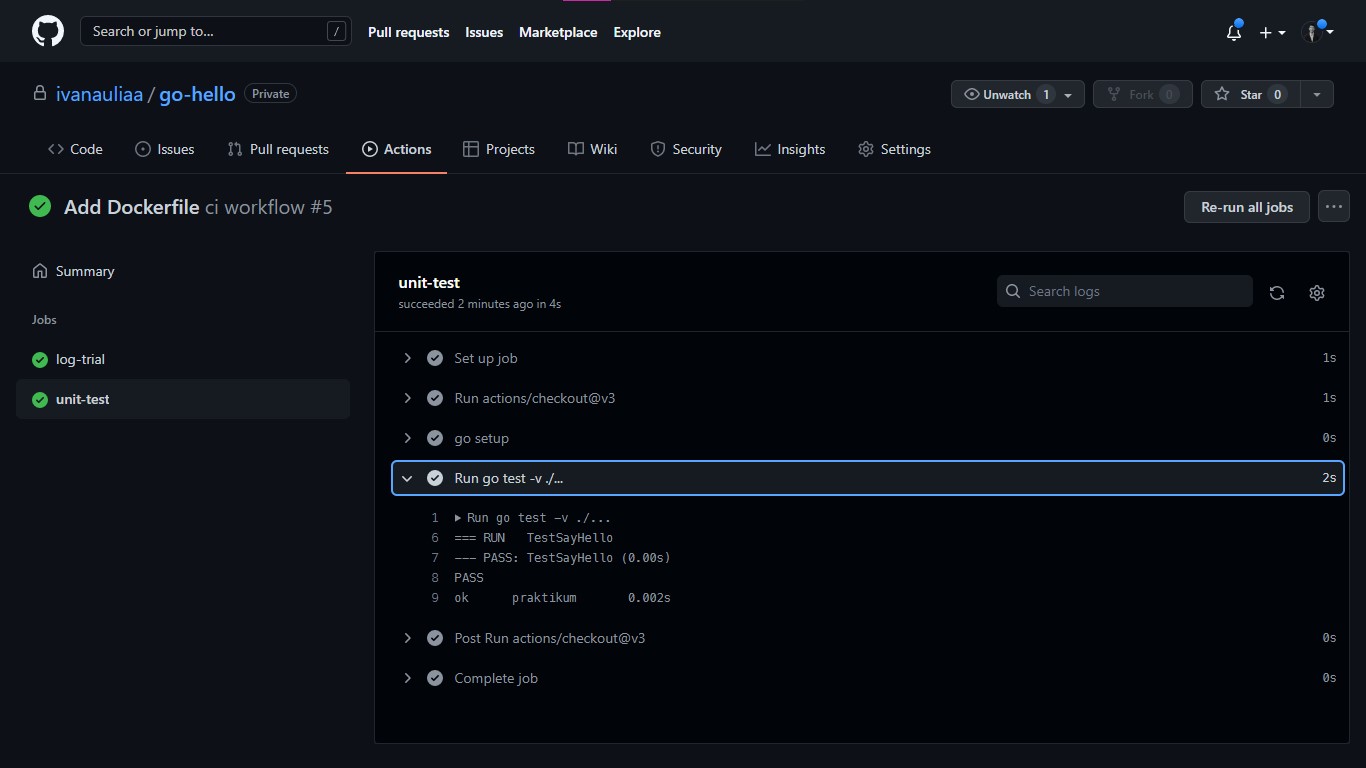 Search or jump to... /
Pull requests Issues Marketplace Explore
ivanauliaa / go-hello Private
Unwatch 1 Fork 0 Star 0
Code Issues Pull requests Actions Projects Wiki Security Insights Settings
Add Dockerfile ci workflow #5
Re-run all jobs ...
Summary
Jobs
log-trial
unit-test
unit-test
succeeded 2 minutes ago in 4s
Search logs
Set up job 1s
Run actions/checkout@v3 1s
go setup 0s
Run go test -v ./... 2s
1 Run go test -v ./...
6 === RUN TestSayHello
7 --- PASS: TestSayHello (0.00s)
8 PASS
9 ok praktikum 0.002s
Post Run actions/checkout@v3 0s
Complete job 0s